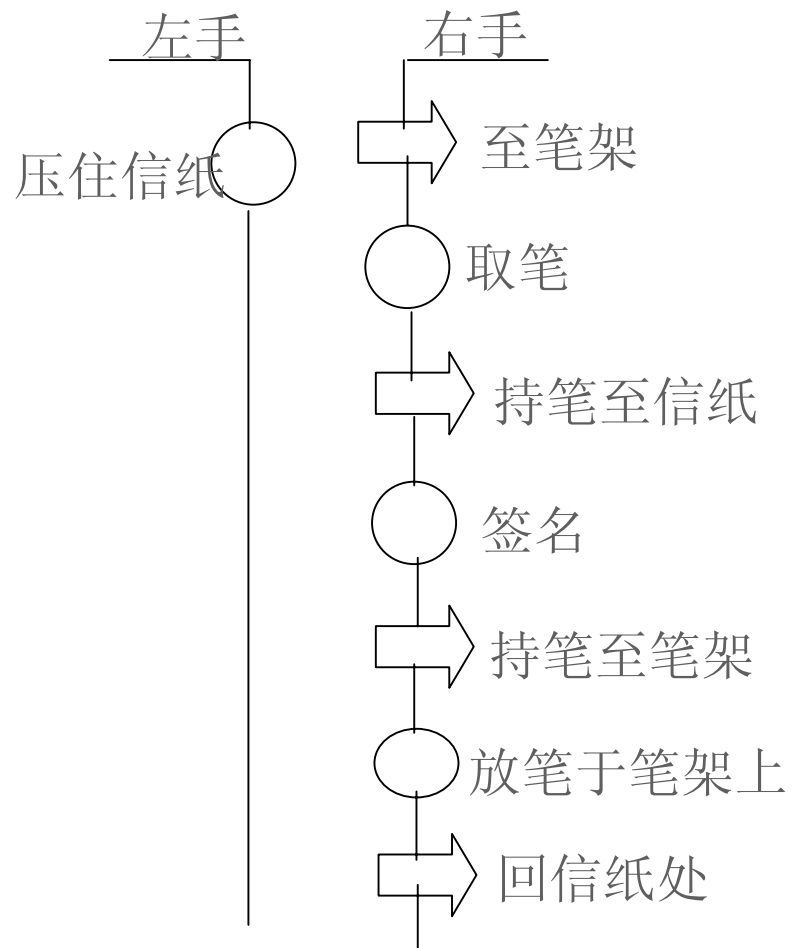 左手
右手
压住信纸
至笔架
取笔
持笔至信纸
签名
持笔至笔架
放笔于笔架上
回信纸处